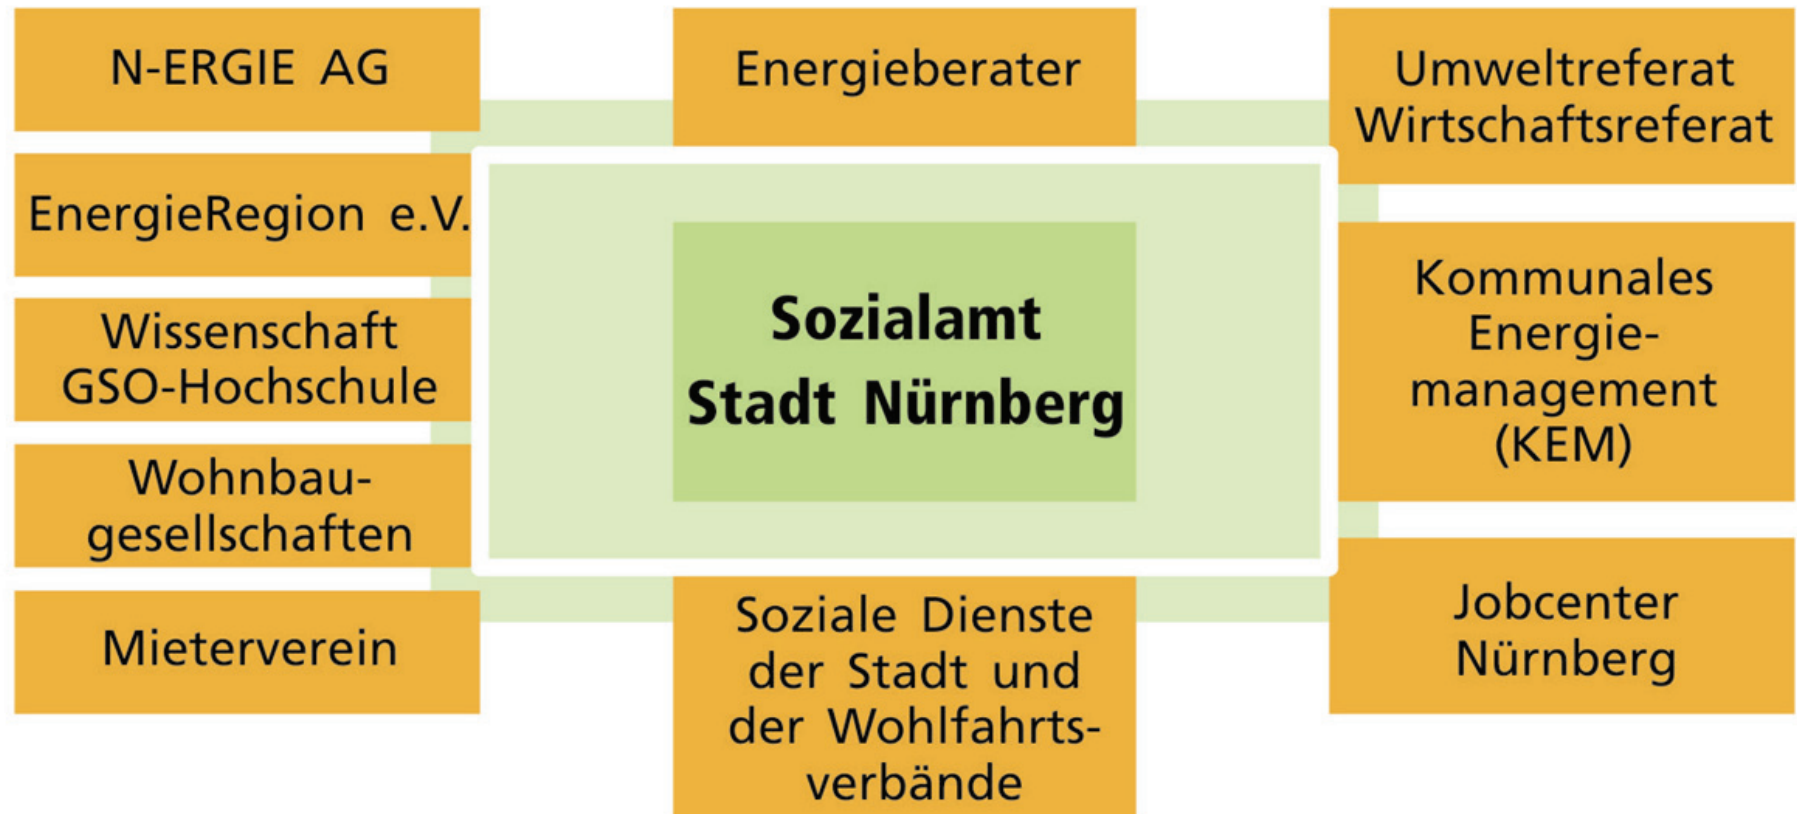 N-ERGIE AG
EnergieRegion e.V.
Wissenschaft
GSO-Hochschule
Wohnbau-
gesellschaften
Mieterverein
Energieberater
Sozialamt
Stadt Nürnberg
Soziale Dienste
der Stadt und
der Wohlfahrts-
verbände
Umweltreferat
Wirtschaftsreferat
Kommunales
Energie-
management
(KEM)
Jobcenter
Nürnberg